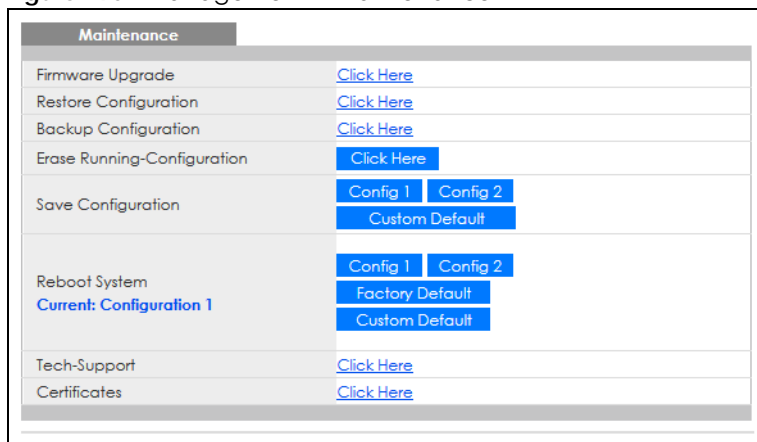 Maintenance
Firmware Upgrade Click Here
Restore Configuration Click Here
Backup Configuration Click Here
Erase Running-Configuration Click Here
Save Configuration
Config 1 Config 2
Custom Default
Reboot System
Current: Configuration 1
Config 1 Config 2
Factory Default
Custom Default
Tech-Support Click Here
Certificates Click Here